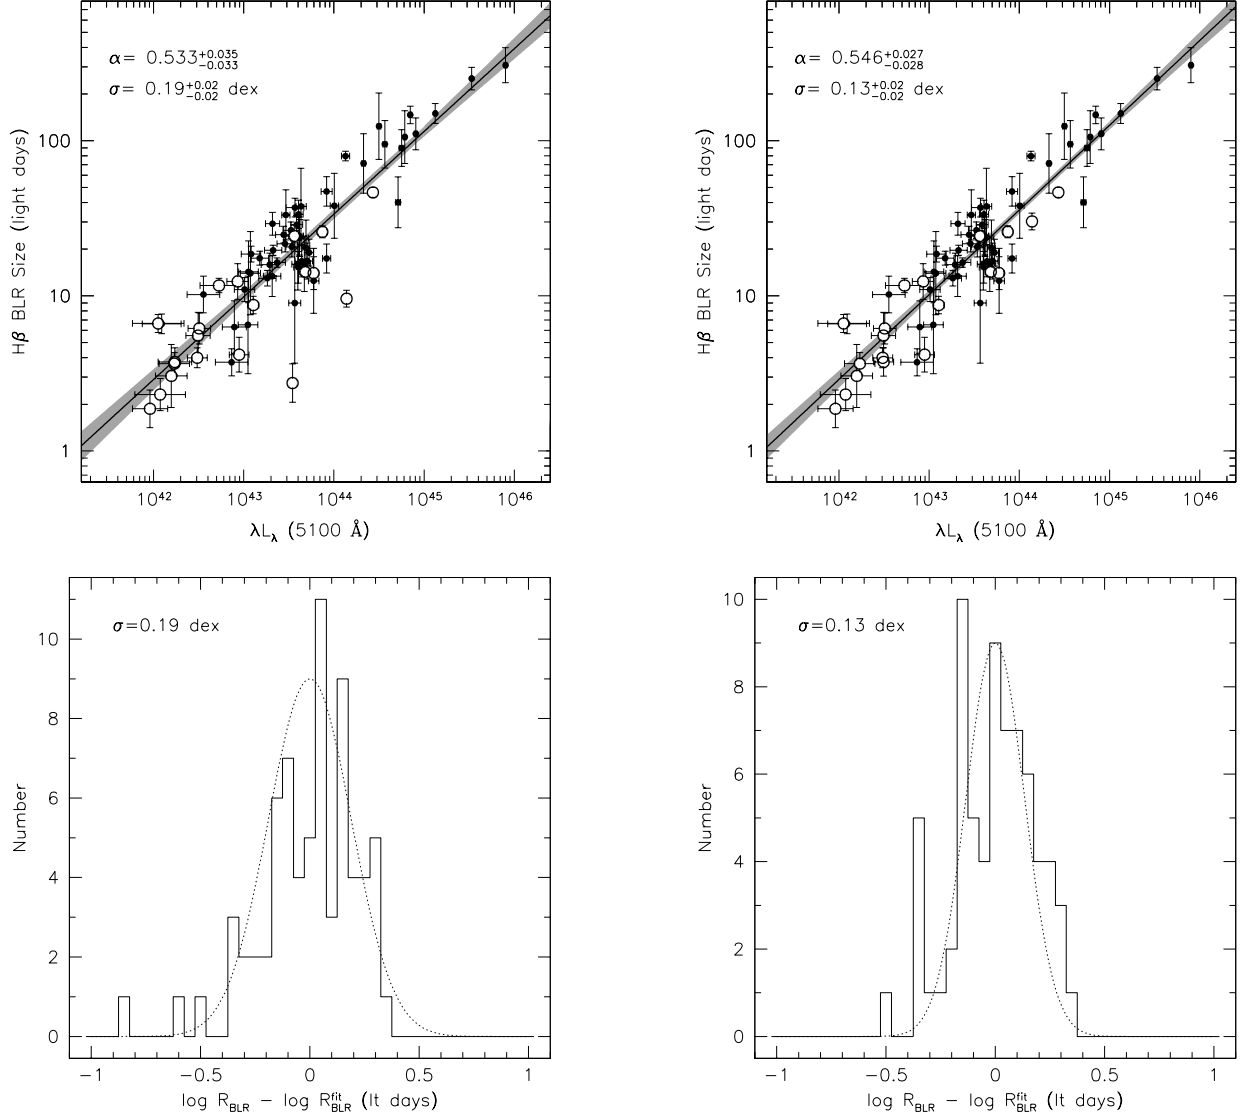 α= 0.533+0.035−0.033
σ= 0.19+0.02−0.02 dex
100
10
1
Hβ BLR Size (light days)
10^42 10^43 10^44 10^45 10^46
λLλ (5100 Å)
α= 0.546+0.027−0.028
σ= 0.13+0.02−0.02 dex
100
10
1
Hβ BLR Size (light days)
10^42 10^43 10^44 10^45 10^46
λLλ (5100 Å)
σ=0.19 dex
10
8
6
4
2
0
Number
−1 −0.5 0 0.5 1
log R_BLR − log R^fit_BLR (lt days)
σ=0.13 dex
10
8
6
4
2
0
Number
−1 −0.5 0 0.5 1
log R_BLR − log R^fit_BLR (lt days)